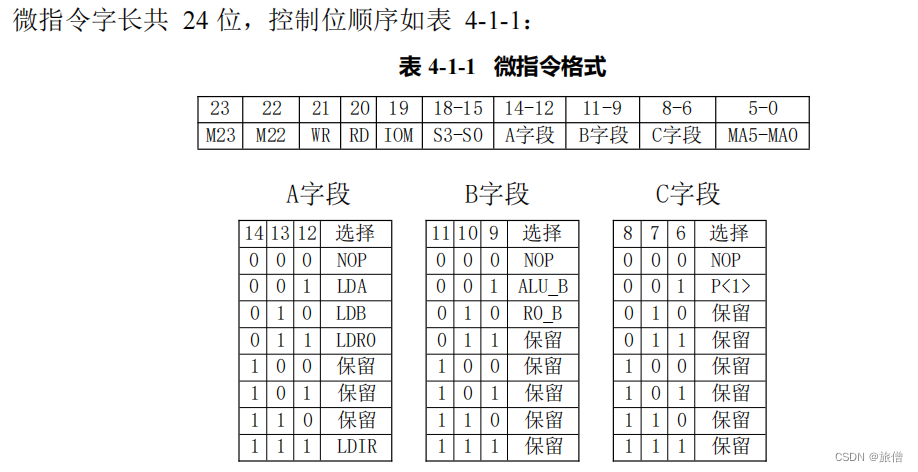 微指令字长共 24 位，控制位顺序如表 4-1-1：
表 4-1-1 微指令格式
23 22 21 20 19 18-15 14-12 11-9 8-6 5-0
M23 M22 WR RD IOM S3-S0 A字段 B字段 C字段 MA5-MA0
A字段
14 13 12 选择
0 0 0 NOP
0 0 1 LDA
0 1 0 LDB
0 1 1 LDR0
1 0 0 保留
1 0 1 保留
1 1 0 保留
1 1 1 LDIR
B字段
11 10 9 选择
0 0 0 NOP
0 0 1 ALU_B
0 1 0 R0_B
0 1 1 保留
1 0 0 保留
1 0 1 保留
1 1 0 保留
1 1 1 保留
C字段
8 7 6 选择
0 0 0 NOP
0 0 1 P<1>
0 1 0 保留
0 1 1 保留
1 0 0 保留
1 0 1 保留
1 1 0 保留
1 1 1 保留
CSDN @旅僧